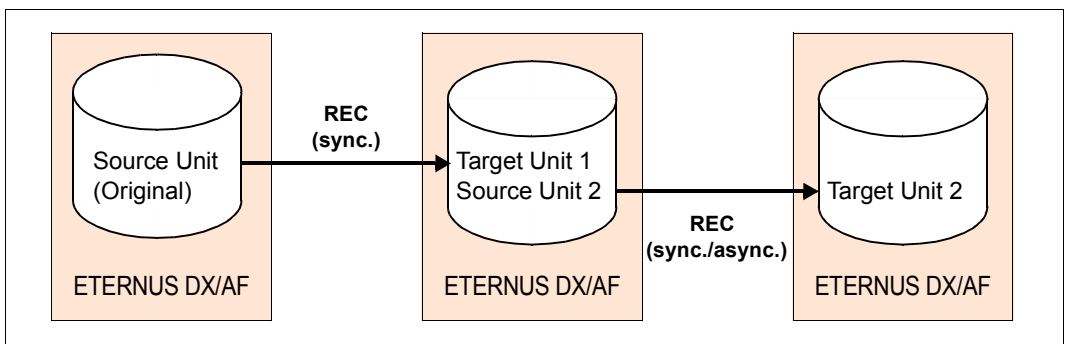 REC
(sync.)
Source Unit
(Original)
Target Unit 1
Source Unit 2
Target Unit 2
REC
(sync./async.)
ETERNUS DX/AF
ETERNUS DX/AF
ETERNUS DX/AF